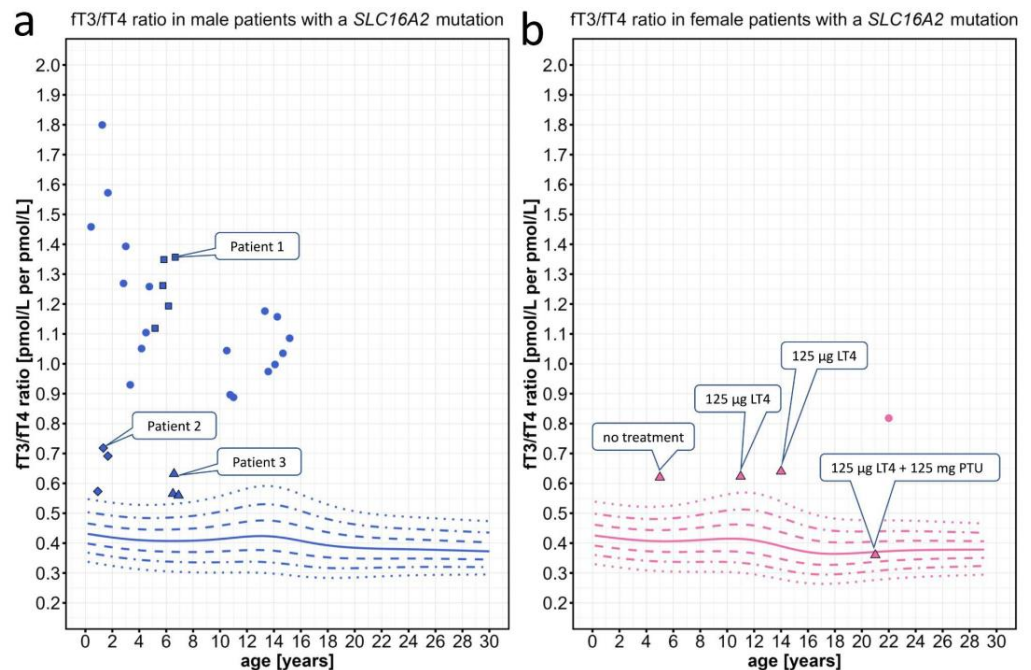 a
fT3/fT4 ratio in male patients with a SLC16A2 mutation
fT3/fT4 ratio [pmol/L per pmol/L]
2.0
1.9
1.8
1.7
1.6
1.5
1.4
1.3
1.2
1.1
1.0
0.9
0.8
0.7
0.6
0.5
0.4
0.3
0.2
Patient 1
Patient 2
Patient 3
0 2 4 6 8 10 12 14 16 18 20 22 24 26 28 30
age [years]
b
fT3/fT4 ratio in female patients with a SLC16A2 mutation
fT3/fT4 ratio [pmol/L per pmol/L]
2.0
1.9
1.8
1.7
1.6
1.5
1.4
1.3
1.2
1.1
1.0
0.9
0.8
0.7
0.6
0.5
0.4
0.3
0.2
125 µg LT4
125 µg LT4
no treatment
125 µg LT4 + 125 mg PTU
0 2 4 6 8 10 12 14 16 18 20 22 24 26 28 30
age [years]